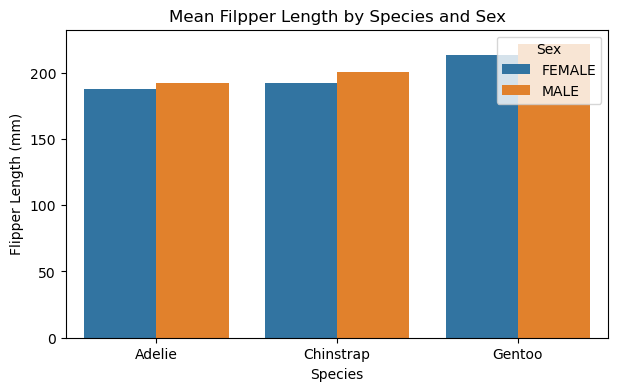 Mean Filpper Length by Species and Sex
Flipper Length (mm)
200
150
100
50
0
Sex
FEMALE
MALE
Adelie
Chinstrap
Gentoo
Species